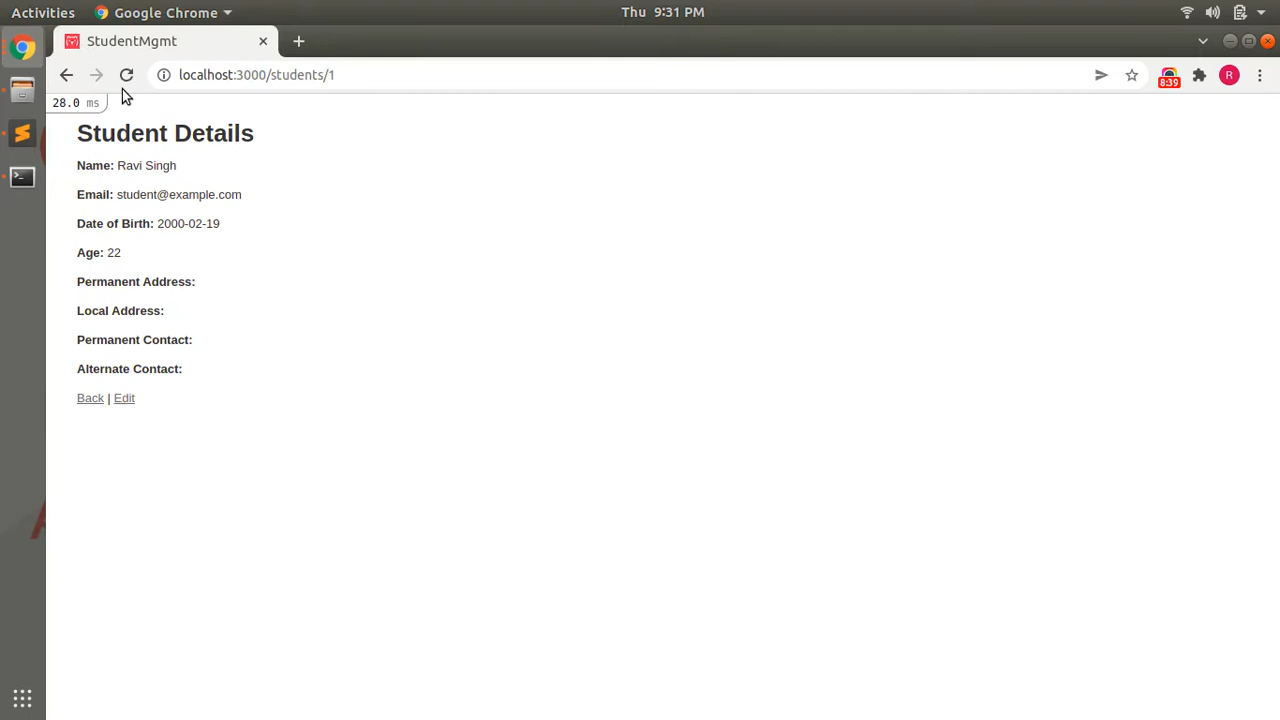 Activities
Google Chrome
Thu 9:31 PM
StudentMgmt
localhost:3000/students/1
8:39
R
28.0 ms
Student Details
Name: Ravi Singh
Email: student@example.com
Date of Birth: 2000-02-19
Age: 22
Permanent Address:
Local Address:
Permanent Contact:
Alternate Contact:
Back | Edit